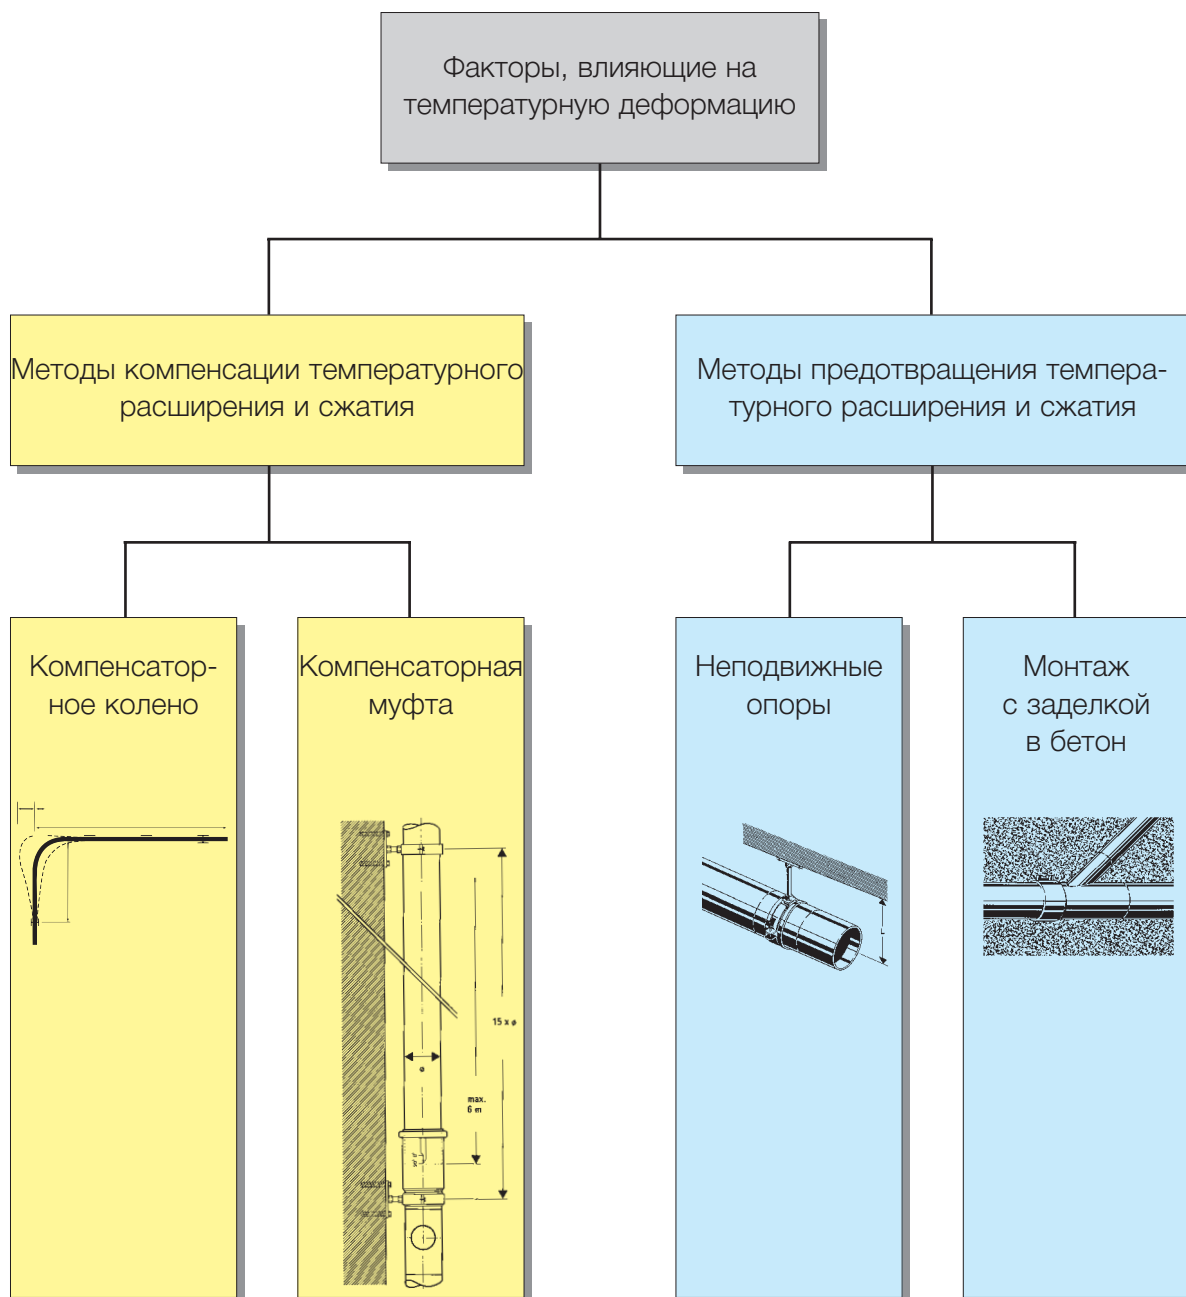 Факторы, влияющие на
температурную деформацию
Методы компенсации температурного
расширения и сжатия
Методы предотвращения темпера-
турного расширения и сжатия
Компенсатор-
ное колено
Компенсаторная
муфта
Неподвижные
опоры
Монтаж
с заделкой
в бетон
15 x ø
max.
6 m
L